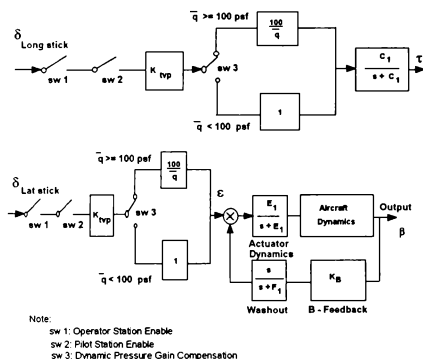 δ Long stick
sw 1
sw 2
K tvp
q̅ >= 100 psf
100
q̅
sw 3
1
q̅ < 100 psf
C₁
s + C₁
τ
δ Lat stick
sw 1
sw 2
K tvp
q̅ >= 100 psf
100
q̅
sw 3
1
q̅ < 100 psf
ε
E₁
s + E₁
Actuator
Dynamics
Aircraft
Dynamics
Output
β
s
s + F₁
Washout
K B
B - Feedback
Note:
sw 1: Operator Station Enable
sw 2: Pilot Station Enable
sw 3: Dynamic Pressure Gain Compensation